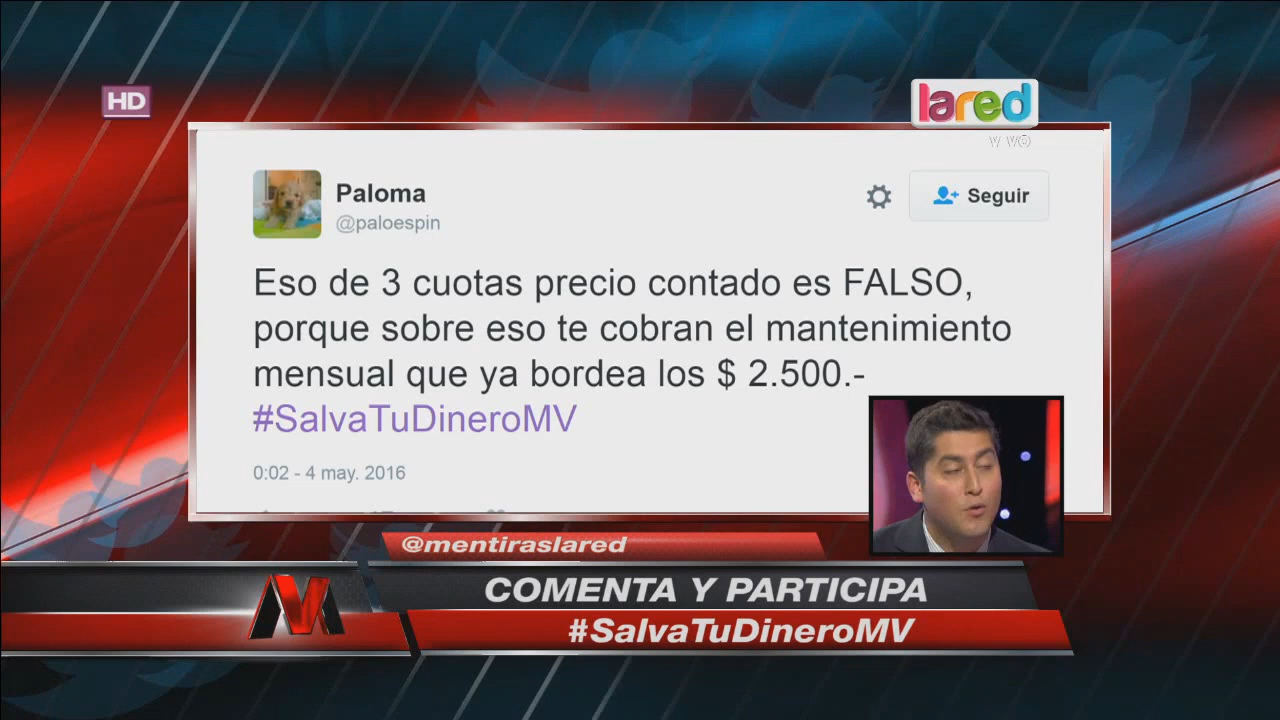 HD
lared
VIVO
Paloma
@paloespin
Seguir
Eso de 3 cuotas precio contado es FALSO,
porque sobre eso te cobran el mantenimiento
mensual que ya bordea los $ 2.500.-
#SalvaTuDineroMV
0:02 - 4 may. 2016
@mentiraslared
COMENTA Y PARTICIPA
#SalvaTuDineroMV